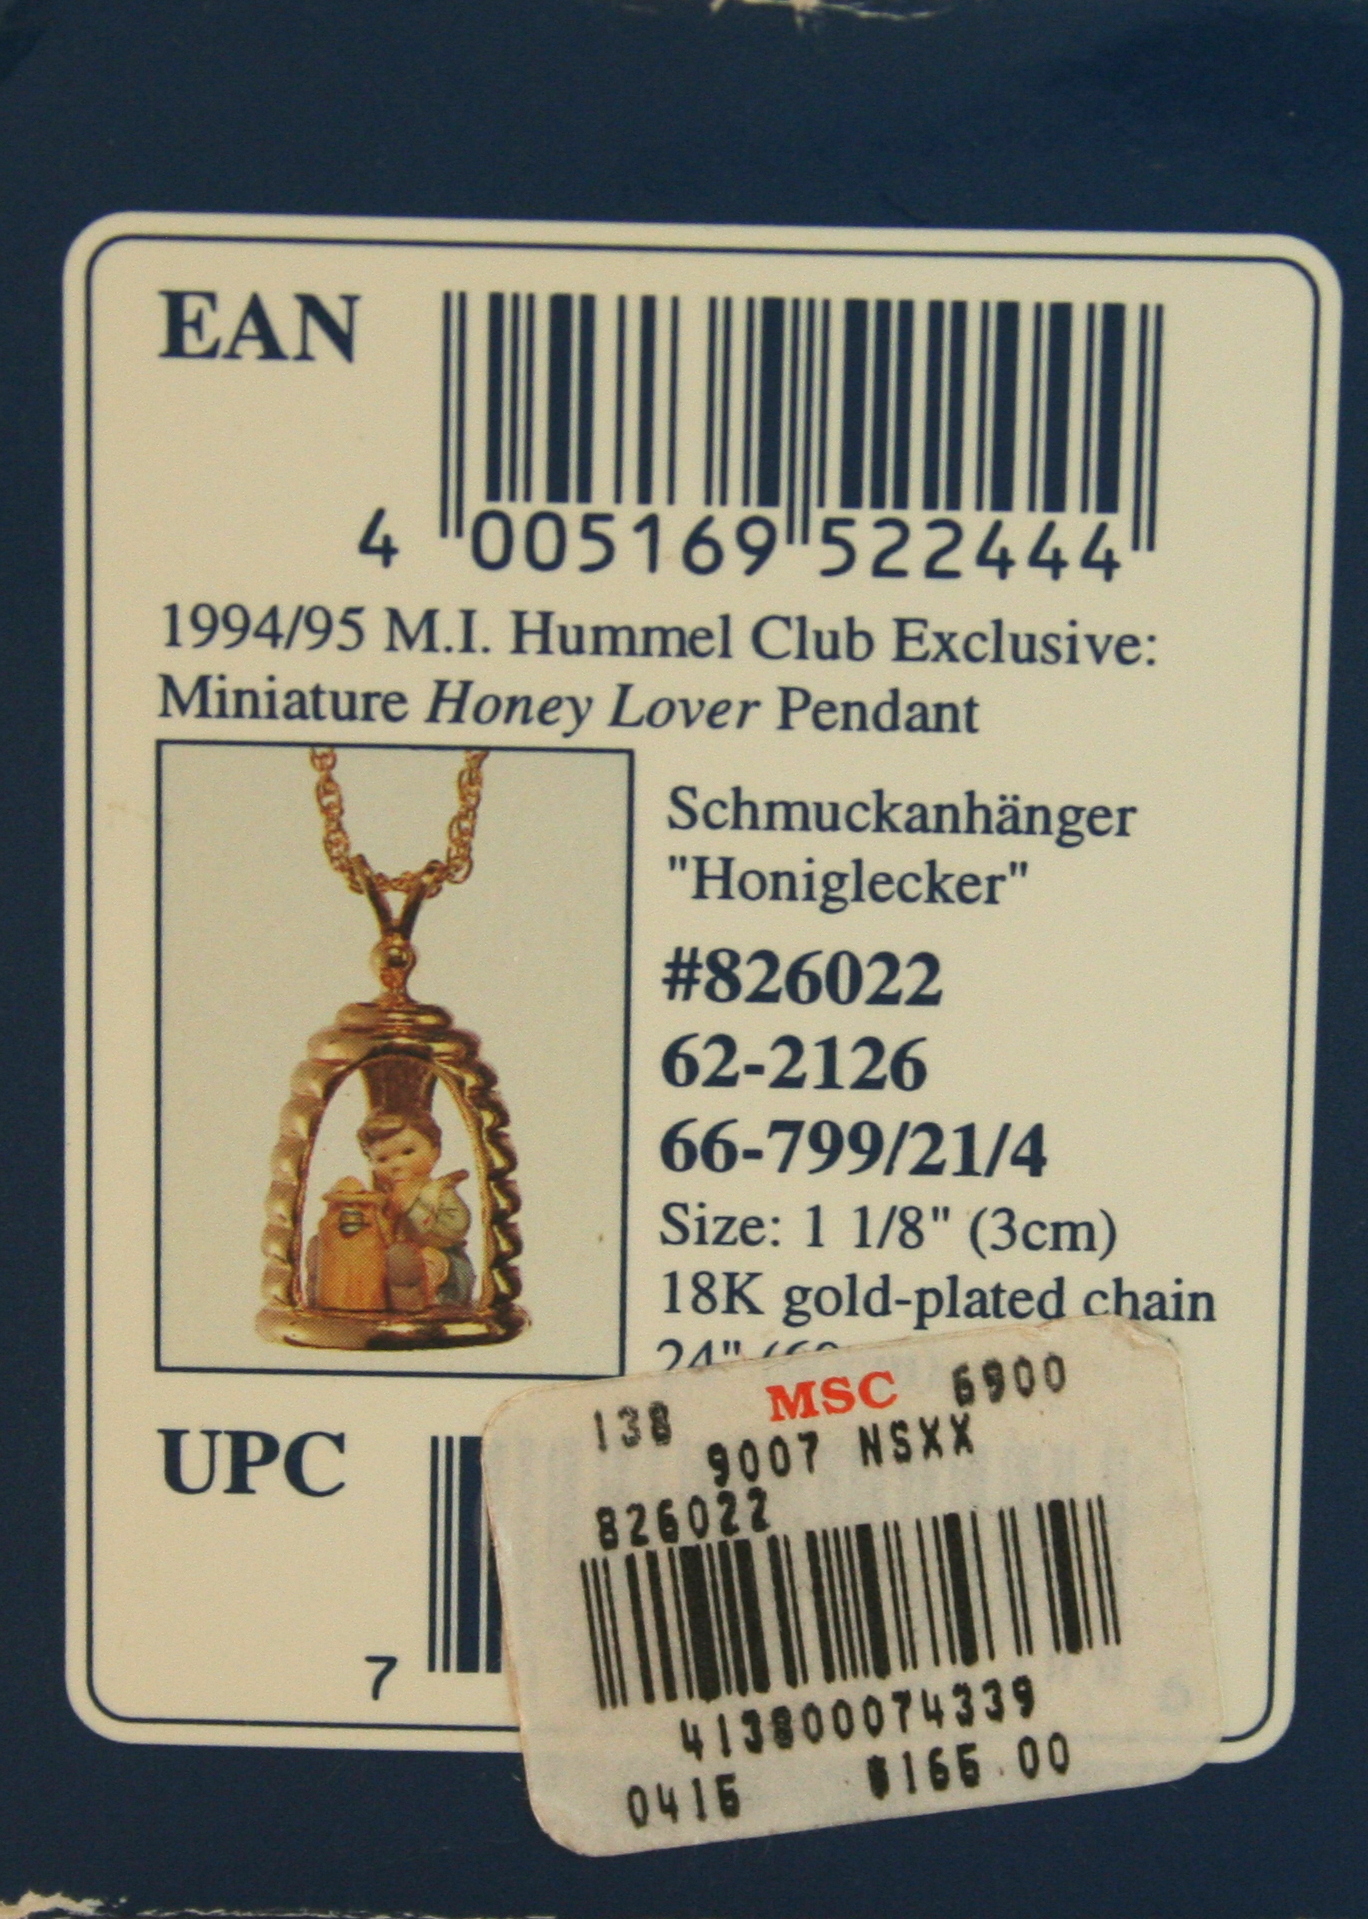 EAN
4 005169 522444
1994/95 M.I. Hummel Club Exclusive:
Miniature Honey Lover Pendant
Schmuckanhänger
"Honiglecker"
#826022
62-2126
66-799/21/4
Size: 1 1/8" (3cm)
18K gold-plated chain
24"
UPC
7
138 MSC 6900
9007 NSXX
826022
413800074339
0415 $165.00